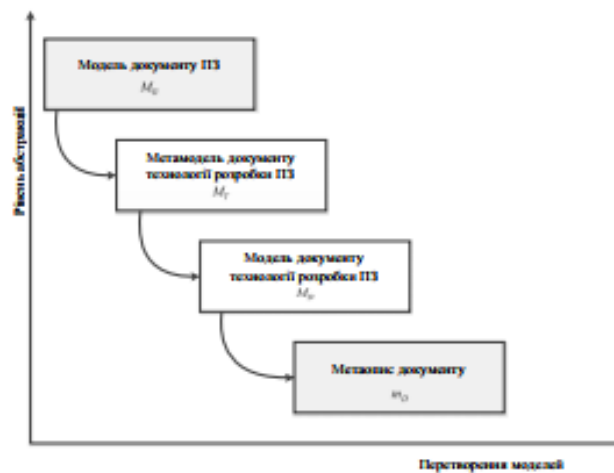 Модель документу ПЗ
Метамодель документу
технології розробки ПЗ
Модель документу
технології розробки ПЗ
Метаопис документу
Рівень абстракції
Перетворення моделей